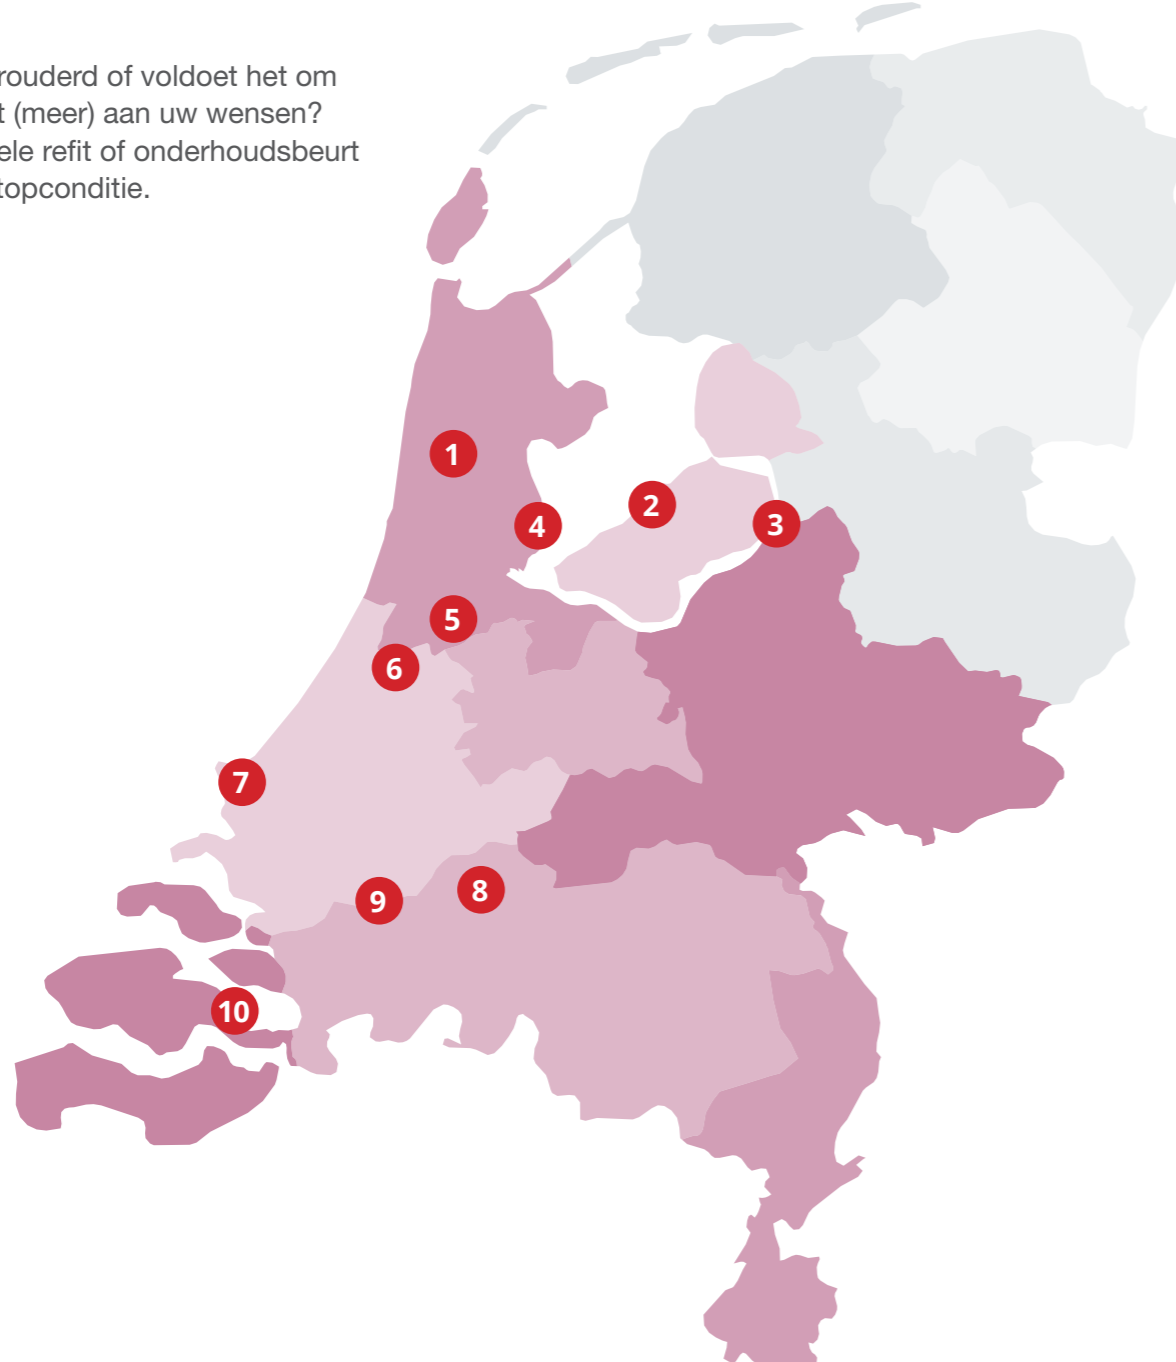 rouderd of voldoet het om
t (meer) aan uw wensen?
ele refit of onderhoudsbeurt
topconditie.
1
2
3
4
5
6
7
8
9
10